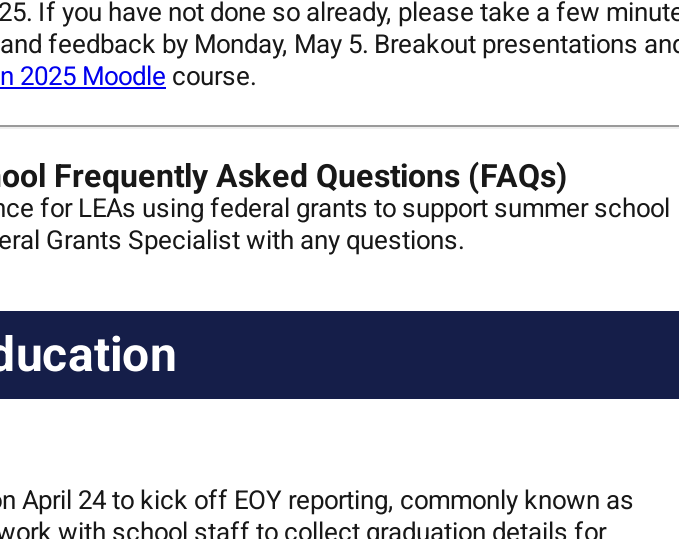 25. If you have not done so already, please take a few minute
and feedback by Monday, May 5. Breakout presentations and
n 2025 Moodle course.
ool Frequently Asked Questions (FAQs)
nce for LEAs using federal grants to support summer school
eral Grants Specialist with any questions.
ducation
on April 24 to kick off EOY reporting, commonly known as
work with school staff to collect graduation details for